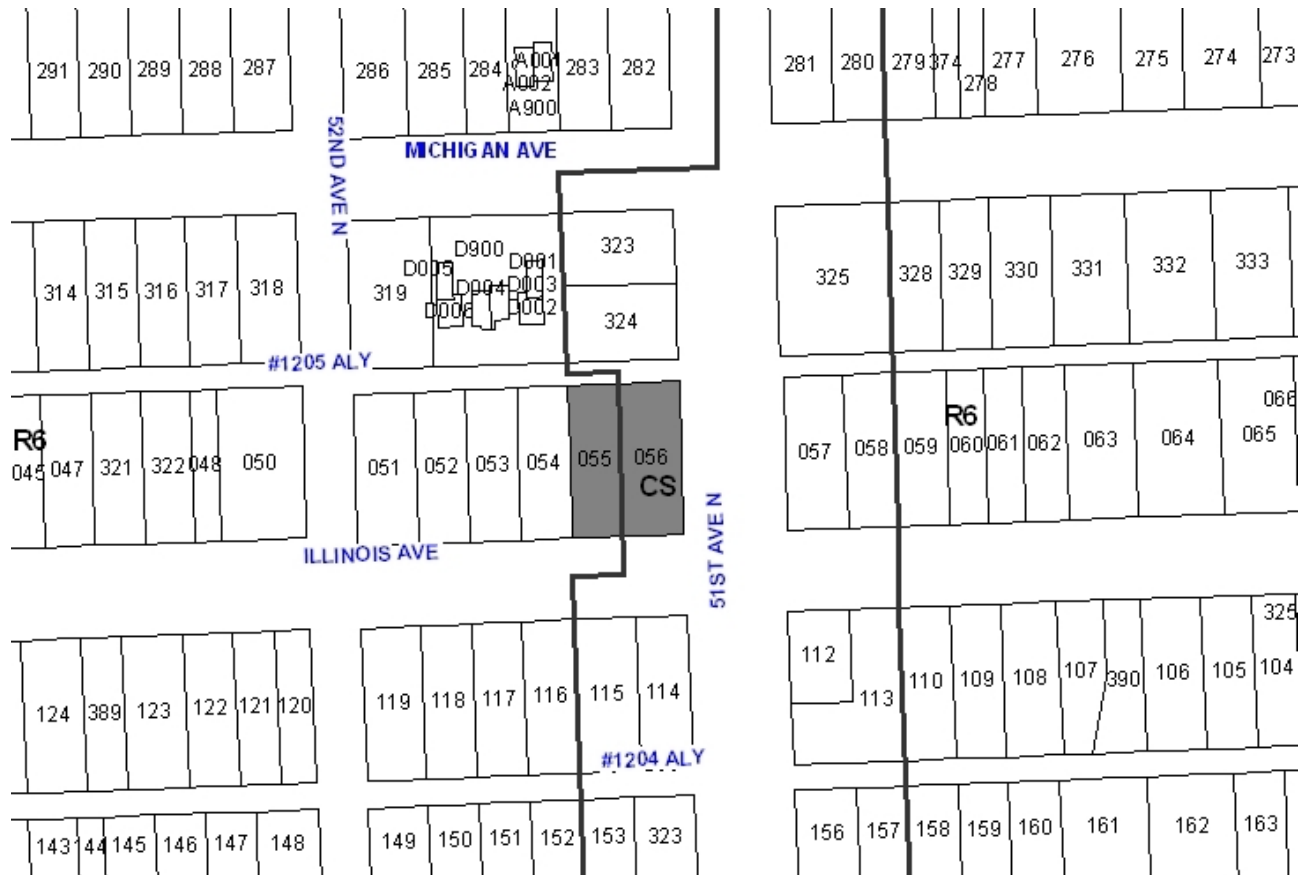 291 290 289 288 287 286 285 284 A001 283 282 281 280 279 374 277 276 275 274 273
A002
278
A900
52ND AVE N
MICHIGAN AVE
D900 323
D005 D001
314 315 316 317 318 319 D004 D003 325 328 329 330 331 332 333
D006 D002 324
#1205 ALY
066
R6 R6
045 047 321 322 048 050 051 052 053 054 055 056 057 058 059 060 061 062 063 064 065
CS
51ST AVE N
ILLINOIS AVE
325
112
124 389 123 122 121 120 119 118 117 116 115 114 113 110 109 108 107 390 106 105 104
#1204 ALY
143 144 145 146 147 148 149 150 151 152 153 323 156 157 158 159 160 161 162 163